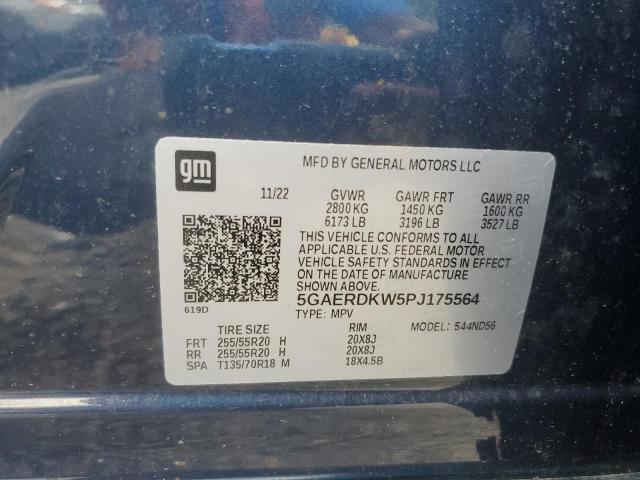 gm
MFD BY GENERAL MOTORS LLC
11/22 GVWR GAWR FRT GAWR RR
2800 KG 1450 KG 1600 KG
6173 LB 3196 LB 3527 LB
THIS VEHICLE CONFORMS TO ALL
APPLICABLE U.S. FEDERAL MOTOR
VEHICLE SAFETY STANDARDS IN EFFECT
ON THE DATE OF MANUFACTURE
SHOWN ABOVE.
619D
5GAERDKW5PJ175564
TYPE: MPV MODEL: 544ND56
TIRE SIZE RIM
FRT 255/55R20 H 20X8J
RR 255/55R20 H 20X8J
SPA T135/70R18 M 18X4.5B